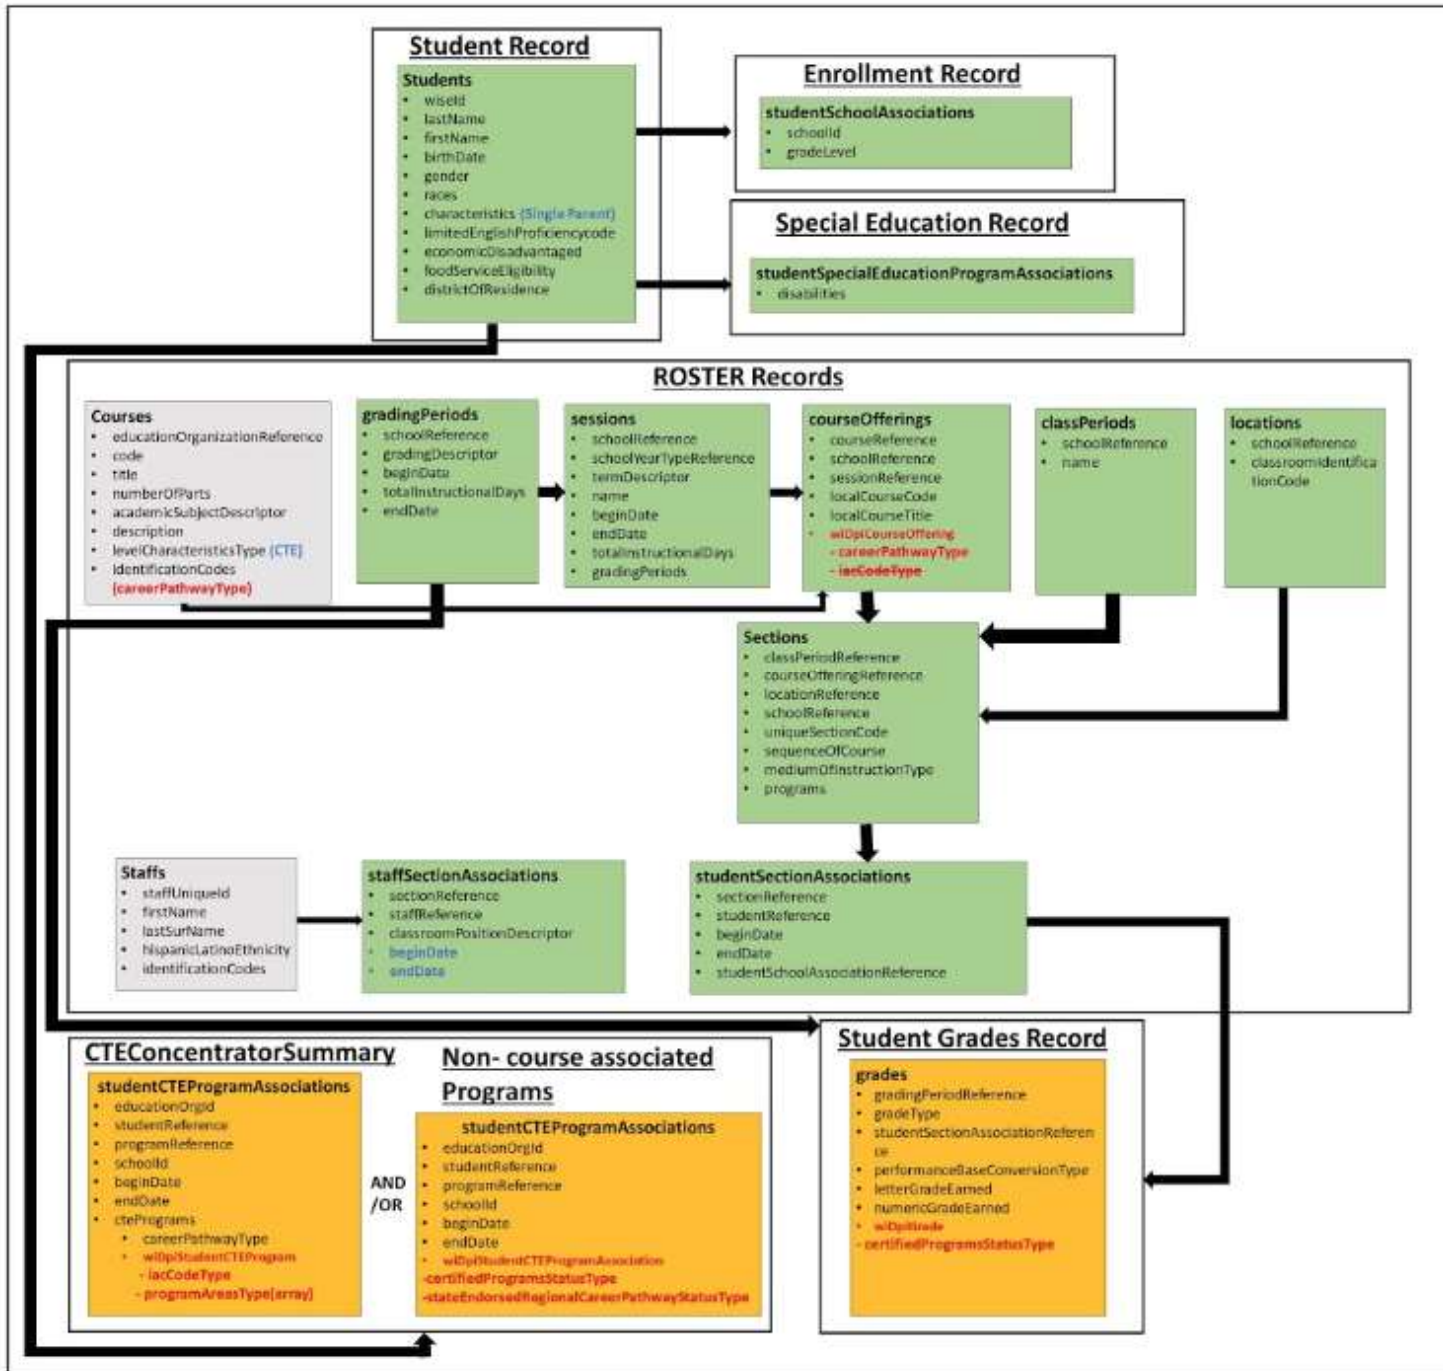 Student Record
Students
• wiseId
• lastName
• firstName
• birthDate
• gender
• races
• characteristics (Single Parent)
• limitedEnglishProficiencycode
• economicDisadvantaged
• foodServiceEligibility
• districtOfResidence
Enrollment Record
studentSchoolAssociations
• schoolId
• gradeLevel
Special Education Record
studentSpecialEducationProgramAssociations
• disabilities
ROSTER Records
Courses
• educationOrganizationReference
• code
• title
• numberOfParts
• academicSubjectDescriptor
• description
• levelCharacteristicsType (CTE)
• identificationCodes
(careerPathwayType)
gradingPeriods
• schoolReference
• gradingDescriptor
• beginDate
• totalInstructionalDays
• endDate
sessions
• schoolReference
• schoolYearTypeReference
• termDescriptor
• name
• beginDate
• endDate
• totalInstructionalDays
• gradingPeriods
courseOfferings
• courseReference
• schoolReference
• sessionReference
• localCourseCode
• localCourseTitle
• wiDpiCourseOffering
- careerPathwayType
- iacCodeType
classPeriods
• schoolReference
• name
locations
• schoolReference
• classroomIdentifica
tionCode
Sections
• classPeriodReference
• courseOfferingReference
• locationReference
• schoolReference
• uniqueSectionCode
• sequenceOfCourse
• mediumOfInstructionType
• programs
Staffs
• staffUniqueId
• firstName
• lastSurName
• hispanicLatinoEthnicity
• identificationCodes
staffSectionAssociations
• sectionReference
• staffReference
• classroomPositionDescriptor
• beginDate
• endDate
studentSectionAssociations
• sectionReference
• studentReference
• beginDate
• endDate
• studentSchoolAssociationReference
CTEConcentratorSummary
studentCTEProgramAssociations
• educationOrgId
• studentReference
• programReference
• schoolId
• beginDate
• endDate
• ctePrograms
• careerPathwayType
• wiDpiStudentCTEProgram
- iacCodeType
- programAreasType(array)
AND
/OR
Non- course associated
Programs
studentCTEProgramAssociations
• educationOrgId
• studentReference
• programReference
• schoolId
• beginDate
• endDate
• wiDpiStudentCTEProgramAssociation
-certifiedProgramsStatusType
-stateEndorsedRegionalCareerPathwayStatusType
Student Grades Record
grades
• gradingPeriodReference
• gradeType
• studentSectionAssociationReferen
ce
• performanceBaseConversionType
• letterGradeEarned
• numericGradeEarned
• wiDpiGrade
- certifiedProgramsStatusType